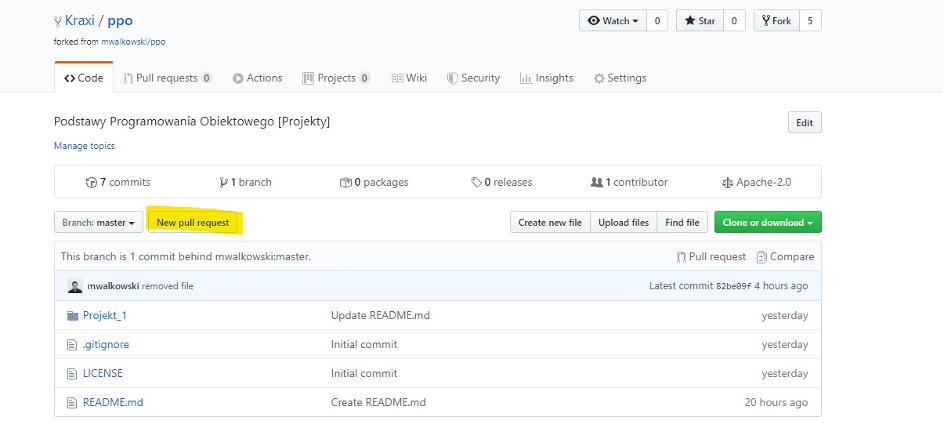 Kraxi / ppo
Watch 0 Star 0 Fork 5
forked from mwalkowski/ppo
Code Pull requests 0 Actions Projects 0 Wiki Security Insights Settings
Podstawy Programowania Obiektowego [Projekty]
Edit
Manage topics
7 commits 1 branch 0 packages 0 releases 1 contributor Apache-2.0
Branch: master New pull request Create new file Upload files Find file Clone or download
This branch is 1 commit behind mwalkowski:master. Pull request Compare
mwalkowski removed file Latest commit 82be09f 4 hours ago
Projekt_1 Update README.md yesterday
.gitignore Initial commit yesterday
LICENSE Initial commit yesterday
README.md Create README.md 20 hours ago